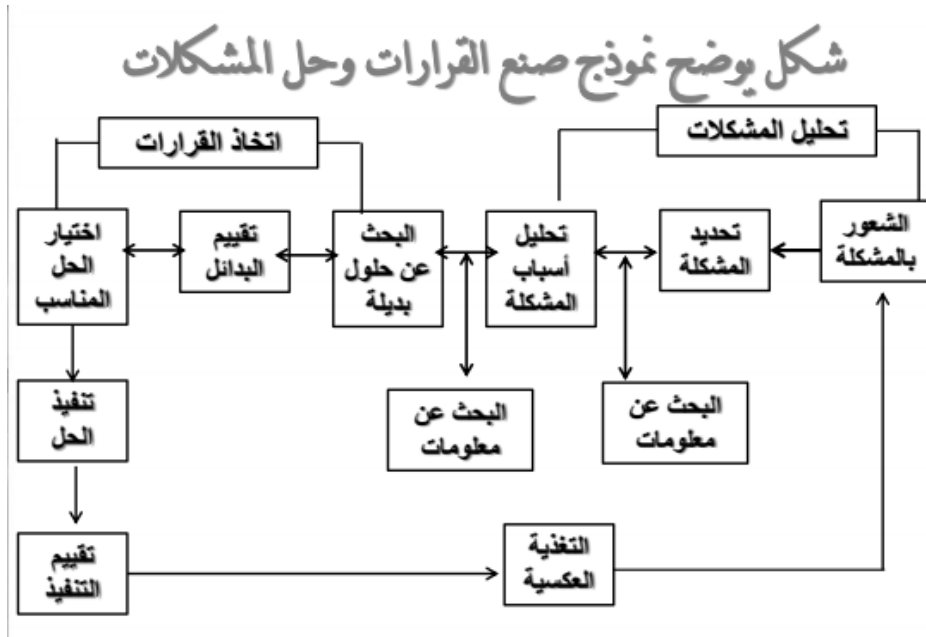 شكل يوضح نموذج صنع القرارات وحل المشكلات
تحليل المشكلات
اتخاذ القرارات
الشعور
بالمشكلة
تحديد
المشكلة
تحليل
أسباب
المشكلة
البحث
عن حلول
بديلة
تقييم
البدائل
اختيار
الحل
المناسب
البحث عن
معلومات
البحث عن
معلومات
تنفيذ
الحل
تقييم
التنفيذ
التغذية
العكسية